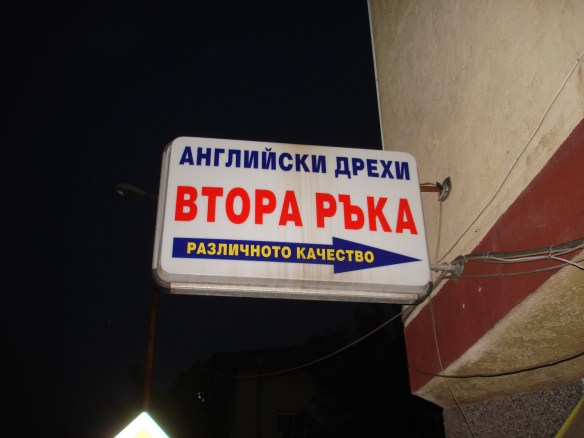 АНГЛИЙСКИ ДРЕХИ
ВТОРА РЪКА
РАЗЛИЧНОТО КАЧЕСТВО